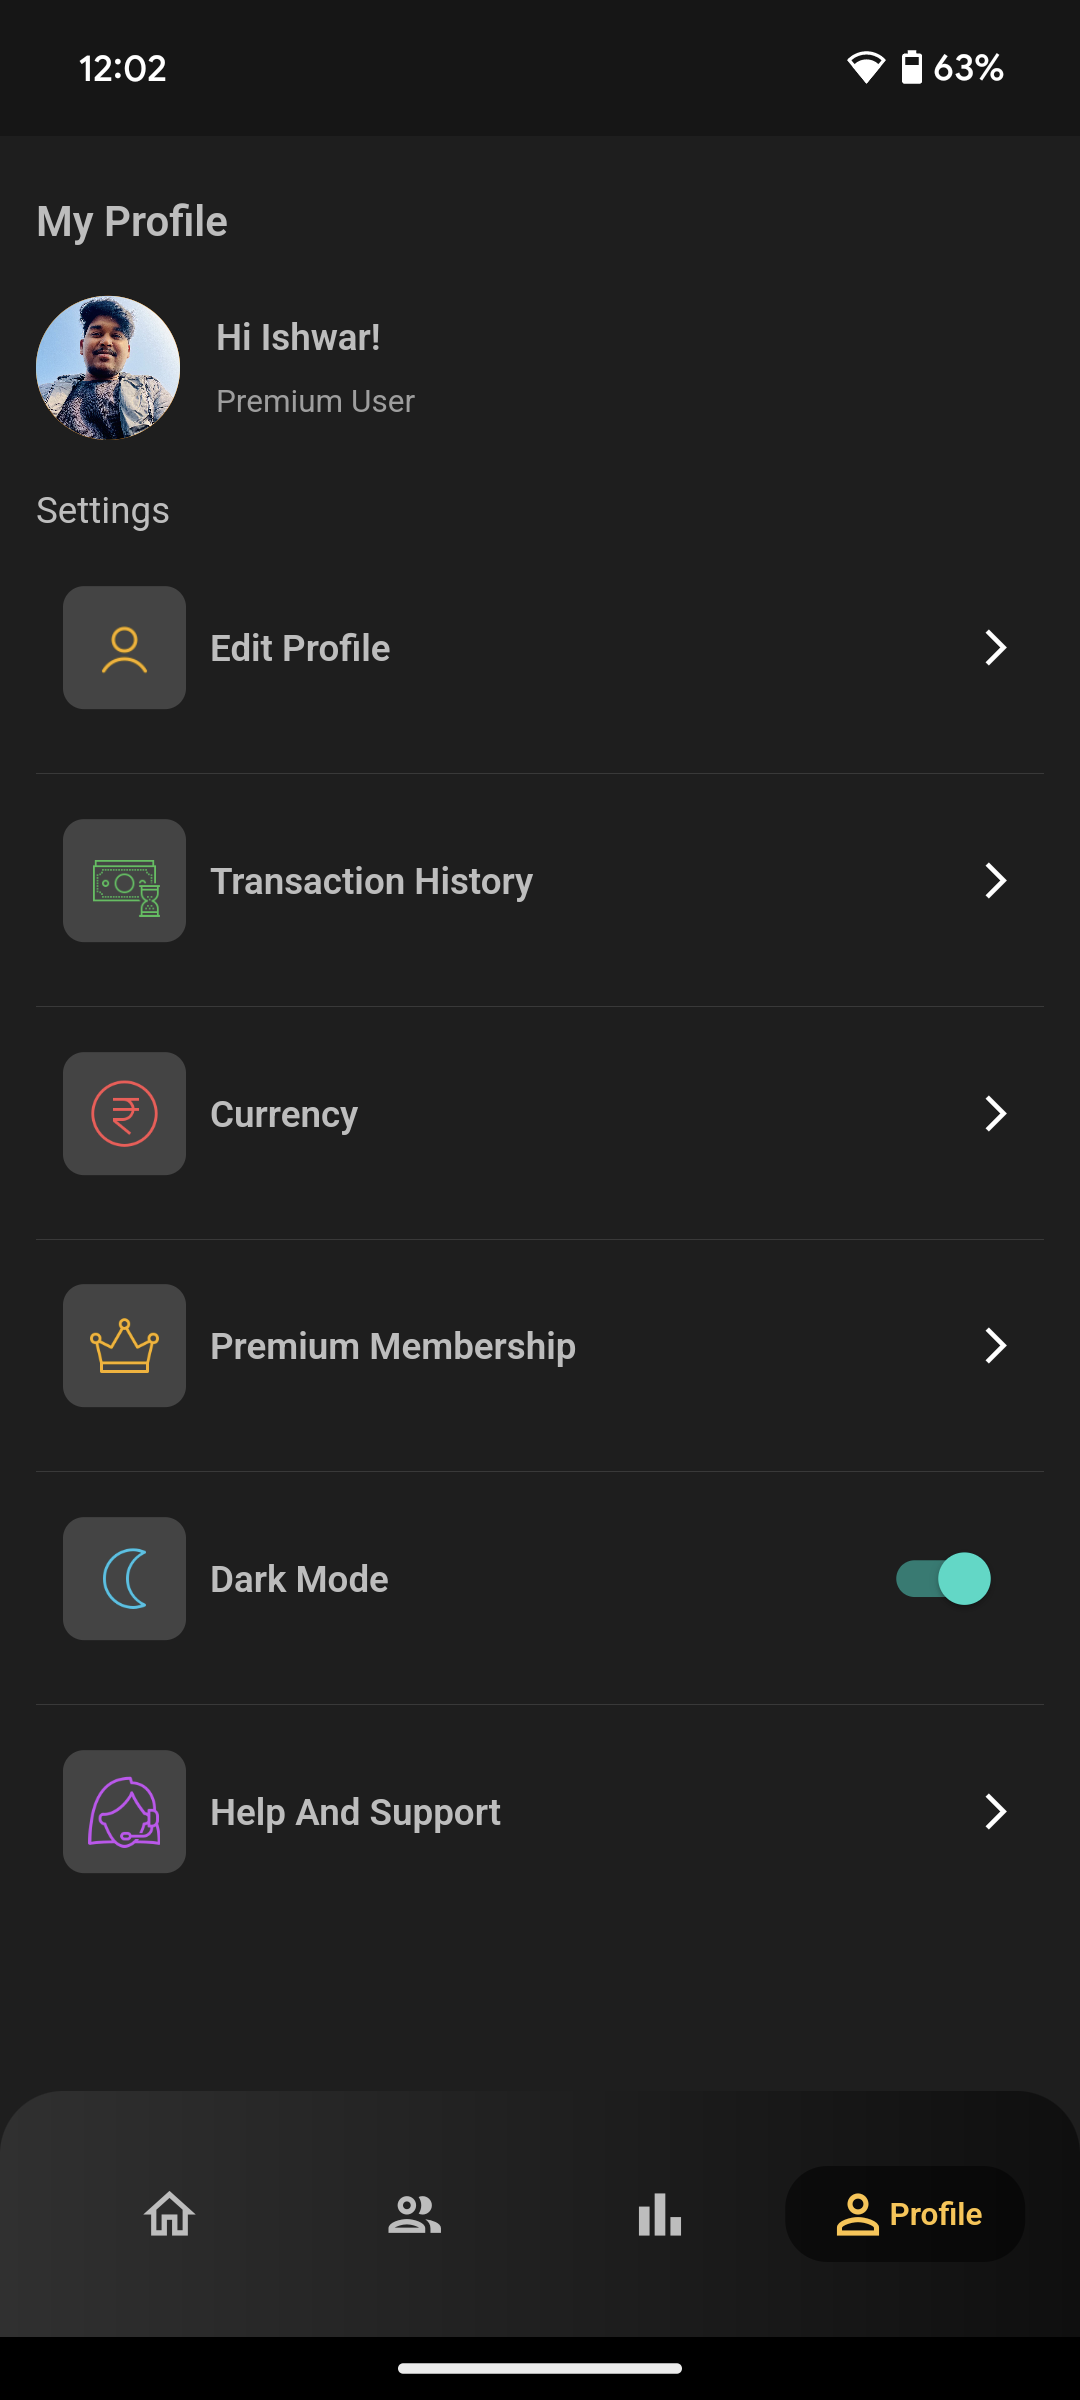 12:02
63%
My Profile
Hi Ishwar!
Premium User
Settings
Edit Profile
Transaction History
Currency
Premium Membership
Dark Mode
Help And Support
Profile